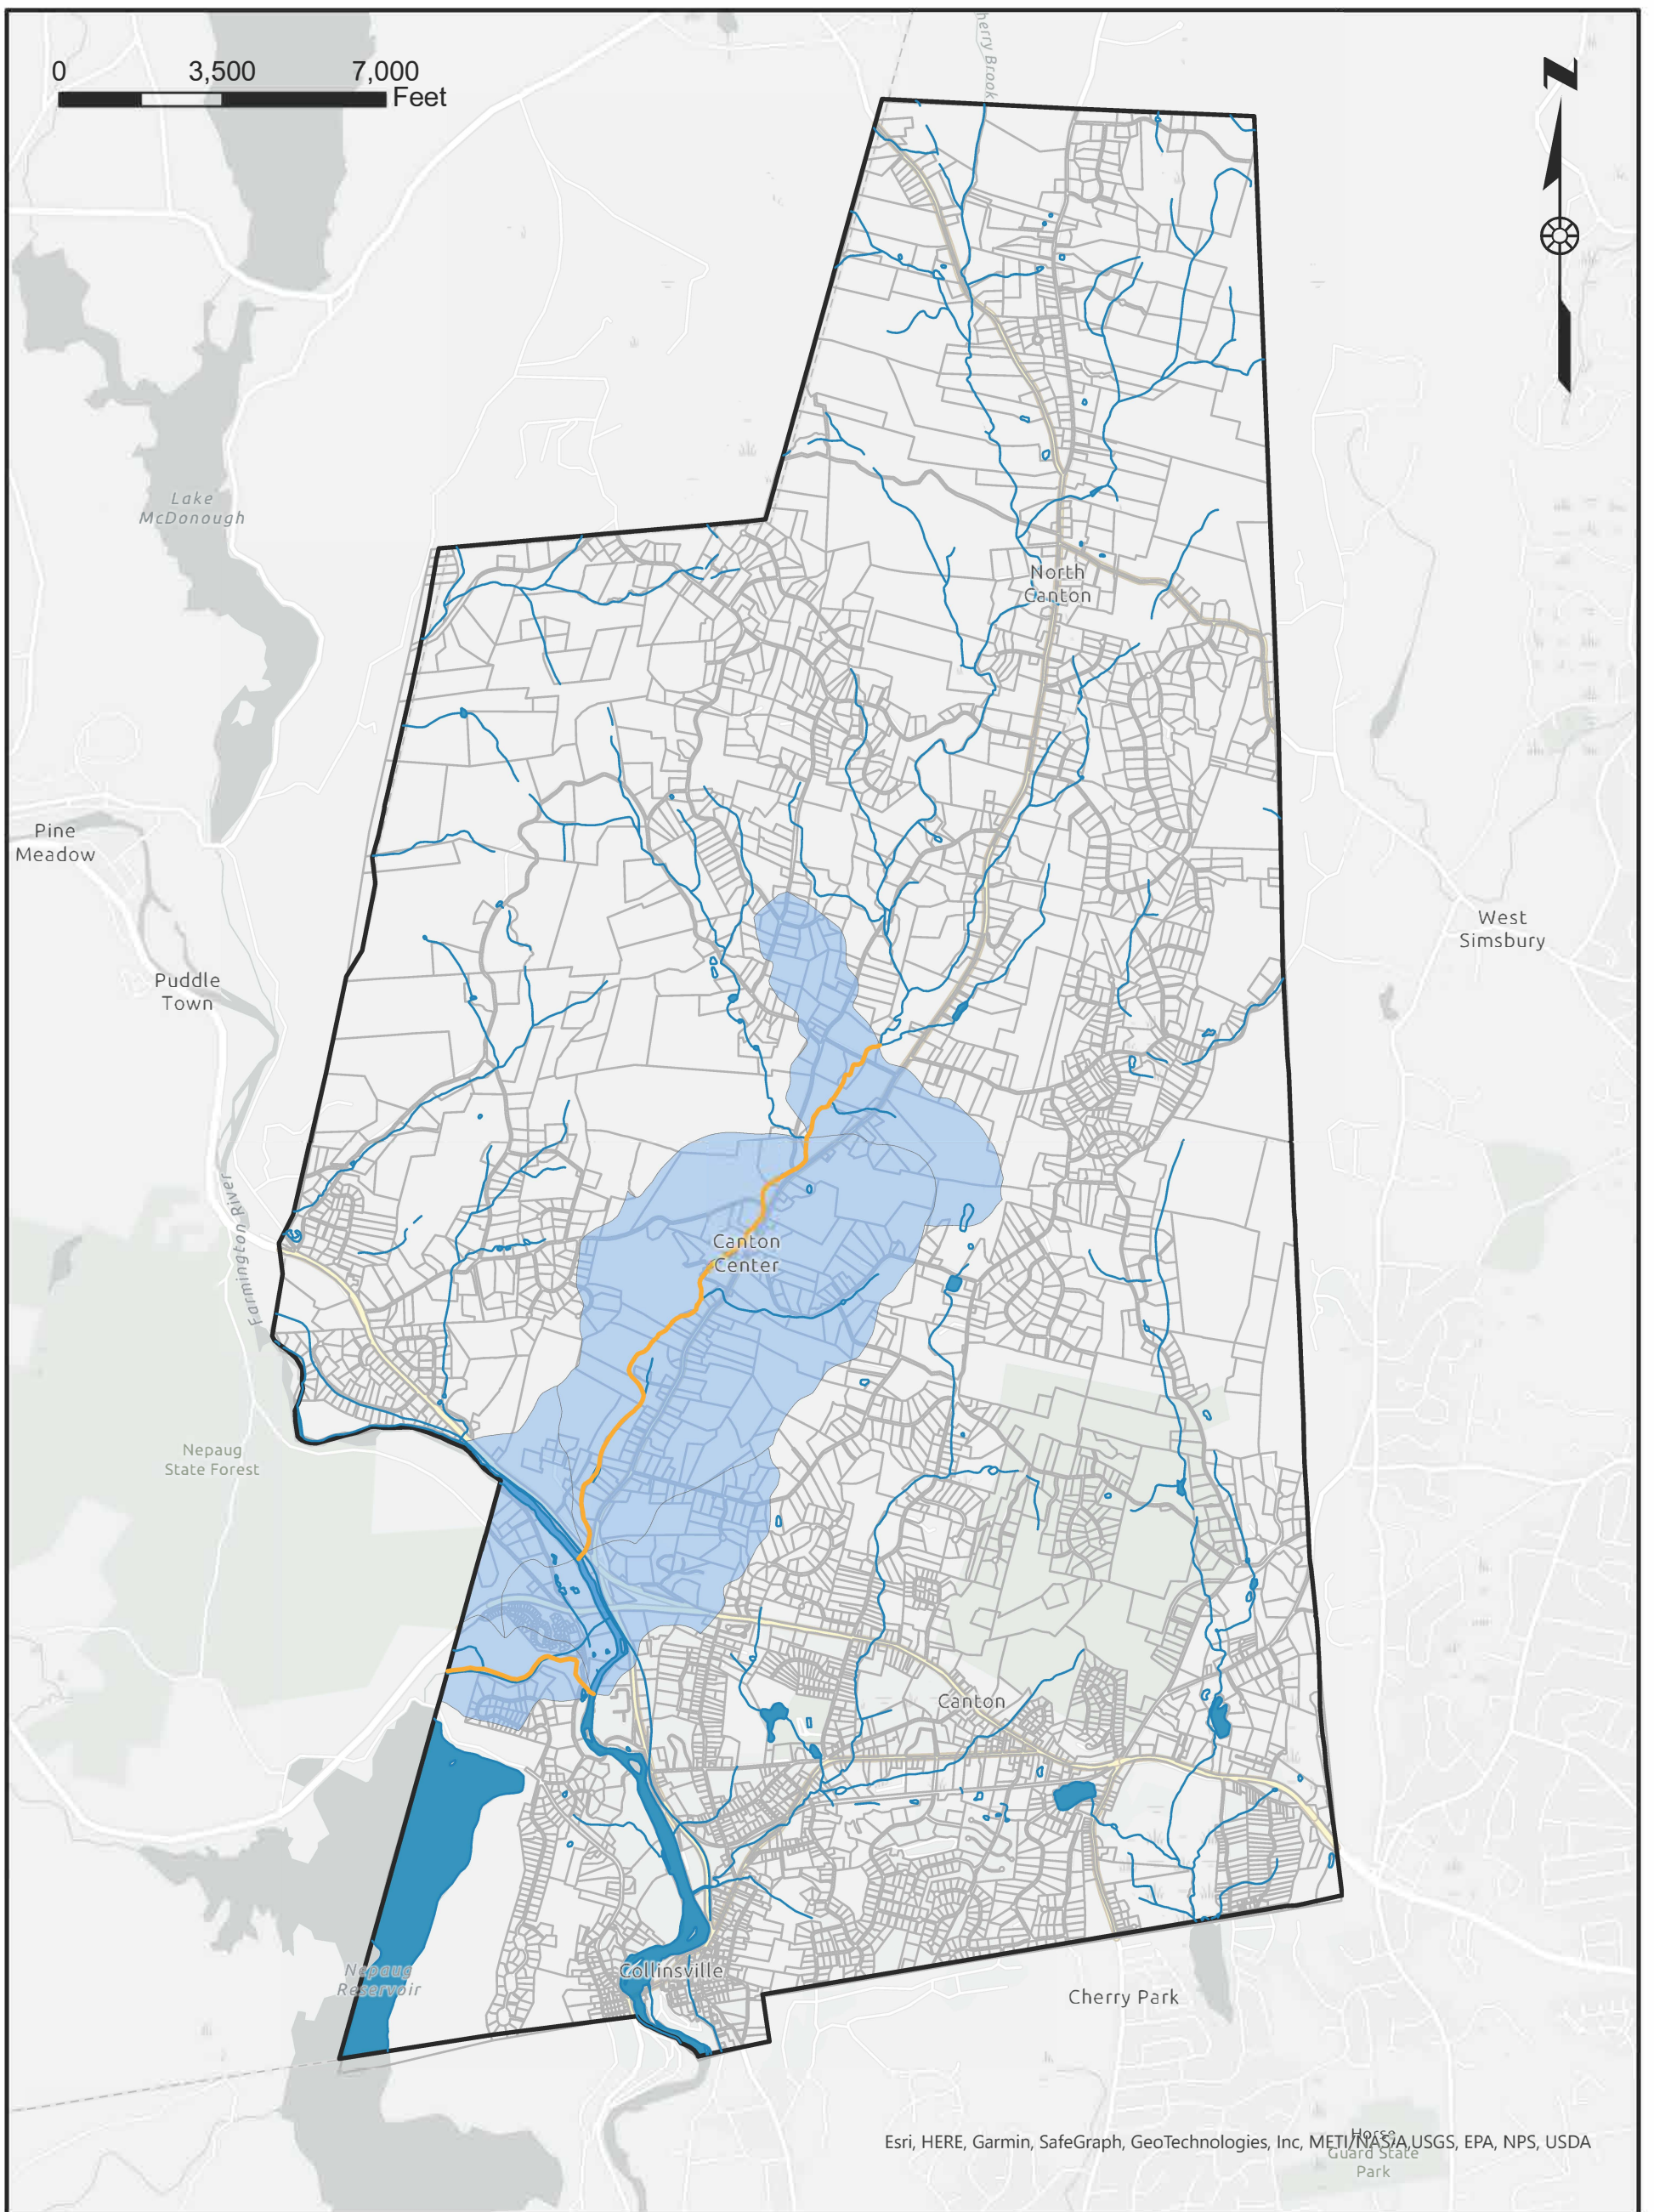 0 3,500 7,000
Feet
N
Lake
McDonough
North
Canton
Pine
Meadow
West
Simsbury
Puddle
Town
Farmington River
Canton
Center
Nepaug
State Forest
Canton
Nepaug
Reservoir
Collinsville
Cherry Park
Esri, HERE, Garmin, SafeGraph, GeoTechnologies, Inc, METI/NASA, USGS, EPA, NPS, USDA
Horse
Guard State
Park